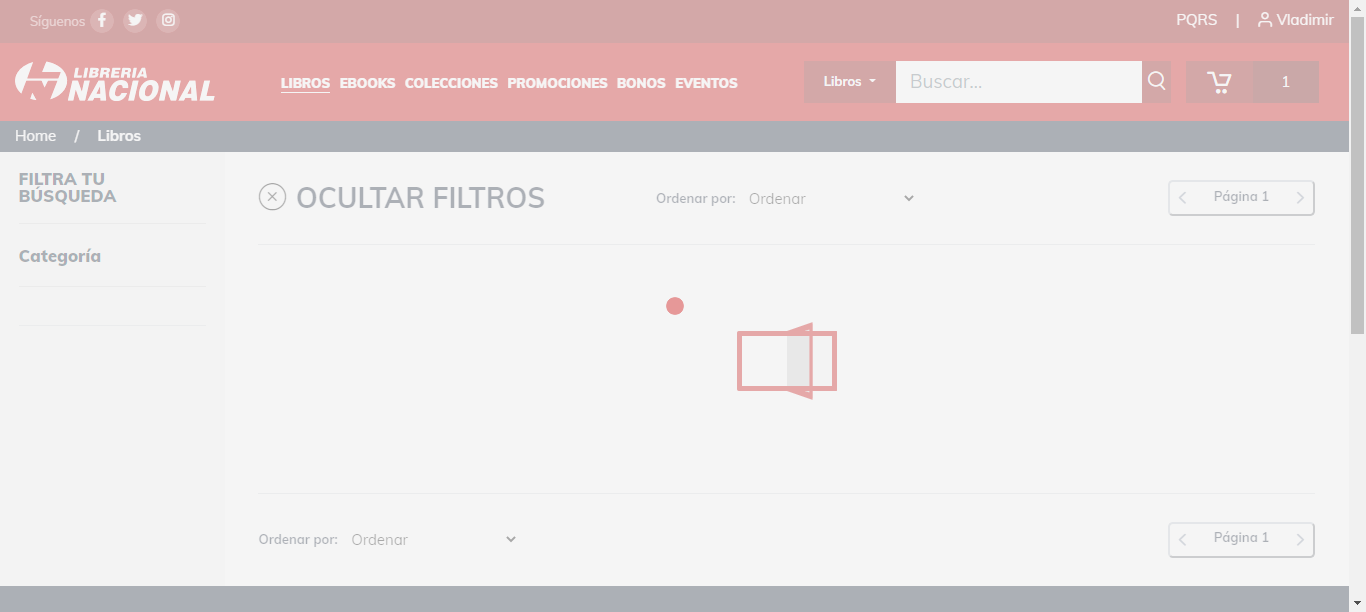 Síguenos
PQRS | Vladimir
LIBRERIA
NACIONAL
LIBROS EBOOKS COLECCIONES PROMOCIONES BONOS EVENTOS
Libros Buscar... 1
Home / Libros
FILTRA TU
BÚSQUEDA
Categoría
OCULTAR FILTROS
Ordenar por: Ordenar
Página 1
Ordenar por: Ordenar
Página 1